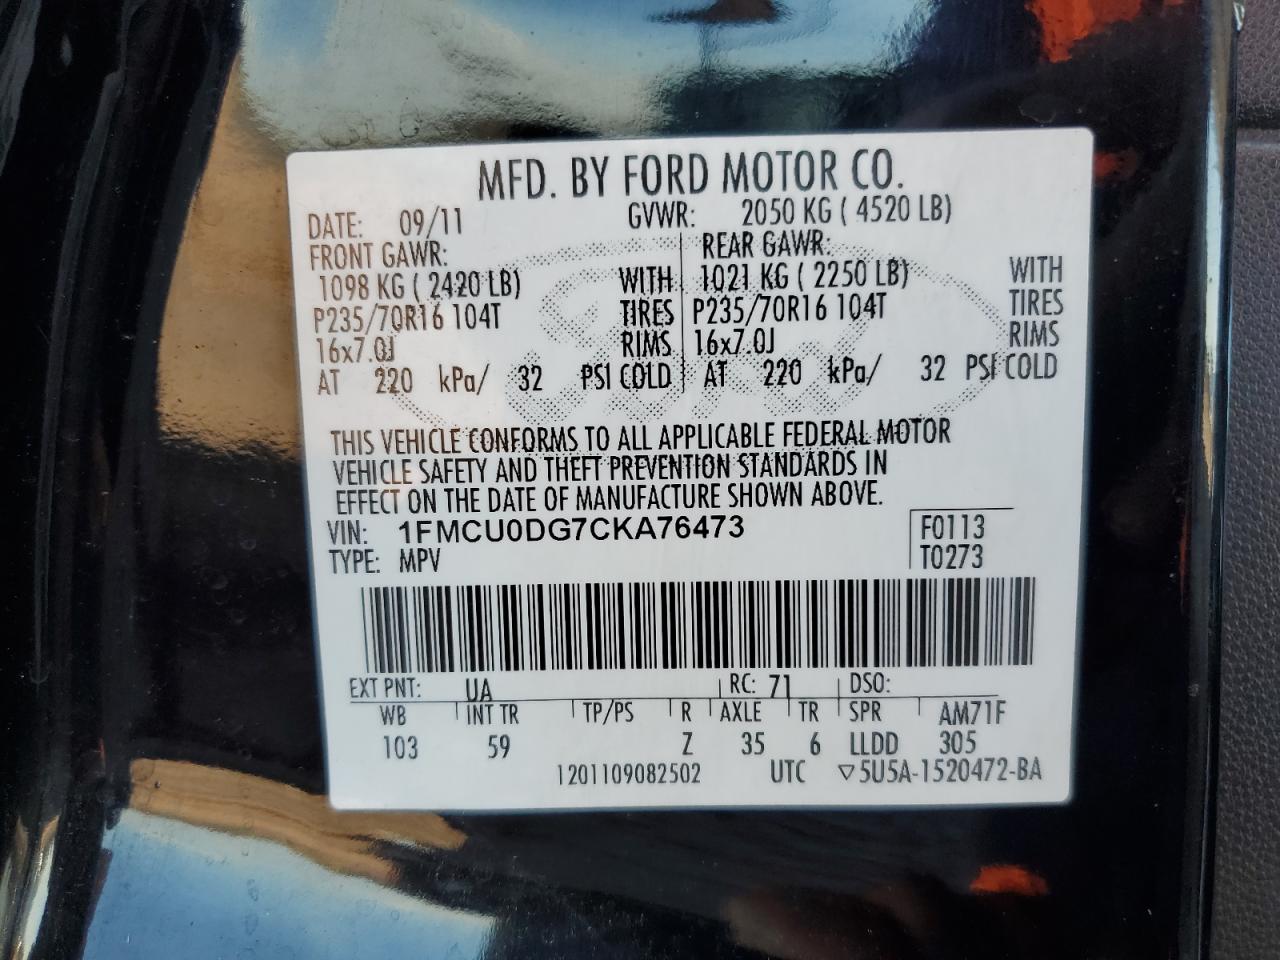 MFD. BY FORD MOTOR CO.
DATE: 09/11 GVWR: 2050 KG ( 4520 LB)
FRONT GAWR: REAR GAWR:
1098 KG ( 2420 LB) WITH 1021 KG ( 2250 LB) WITH
P235/70R16 104T TIRES P235/70R16 104T TIRES
16x7.0J RIMS 16x7.0J RIMS
AT 220 kPa/ 32 PSI COLD AT 220 kPa/ 32 PSI COLD
THIS VEHICLE CONFORMS TO ALL APPLICABLE FEDERAL MOTOR
VEHICLE SAFETY AND THEFT PREVENTION STANDARDS IN
EFFECT ON THE DATE OF MANUFACTURE SHOWN ABOVE.
VIN: 1FMCU0DG7CKA76473 F0113
TYPE: MPV T0273
EXT PNT: UA RC: 71 DSO:
WB INT TR TP/PS R AXLE TR SPR AM71F
103 59 Z 35 6 LLDD 305
1201109082502 UTC ▽5U5A-1520472-BA